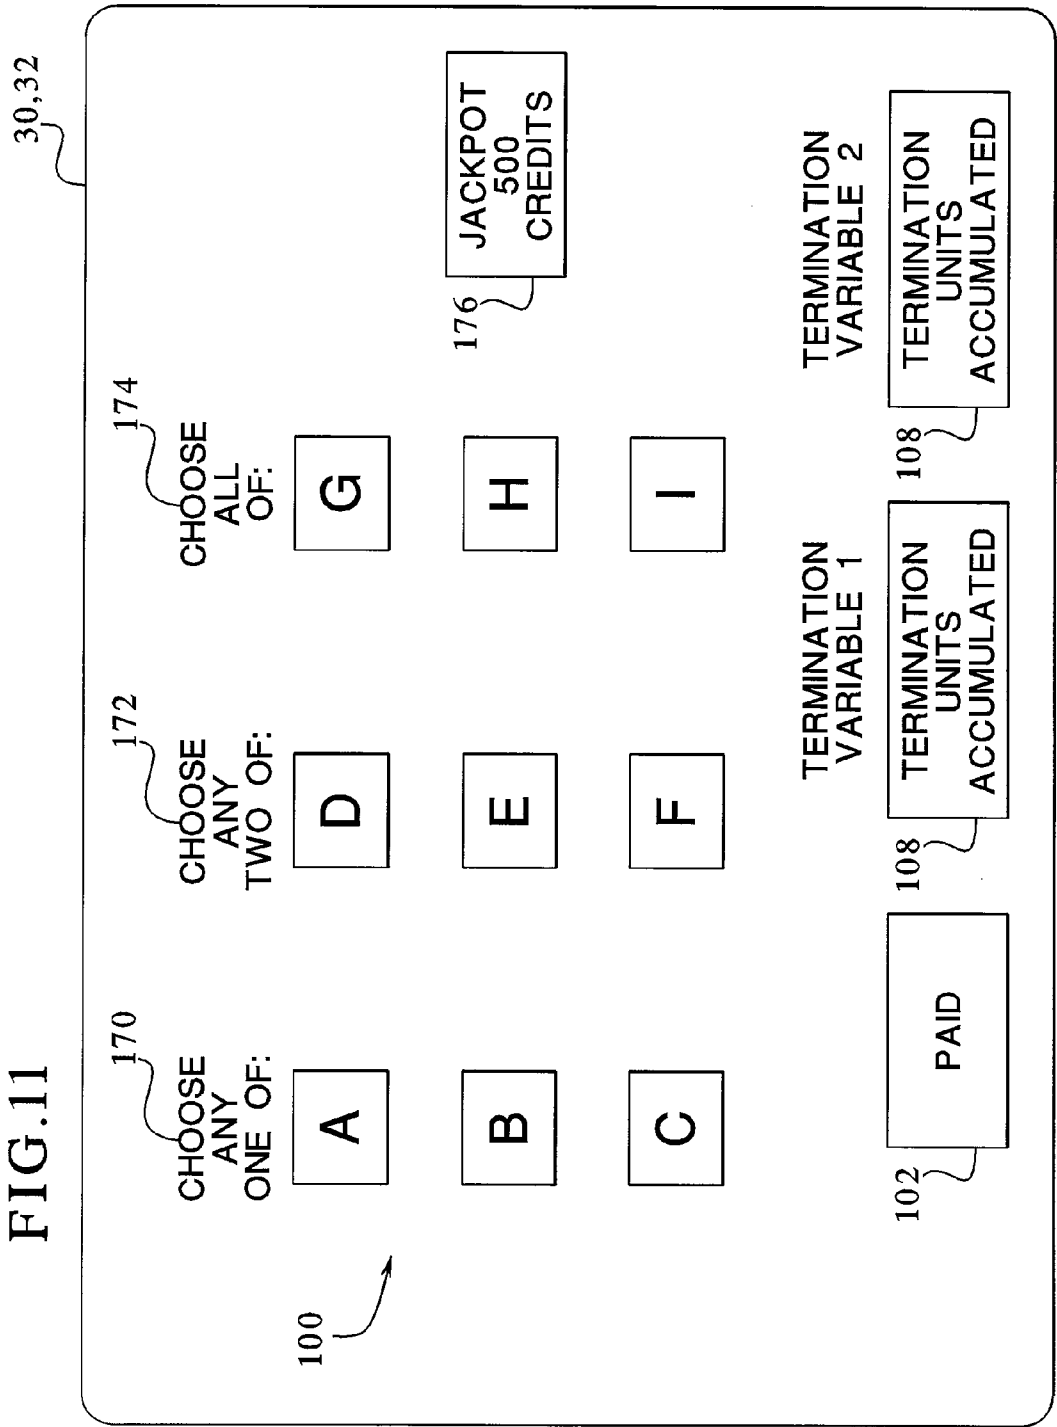 FIG.11
30,32
170
172
174
CHOOSE
ANY
ONE OF:
CHOOSE
ANY
TWO OF:
CHOOSE
ALL
OF:
100
A
D
G
B
E
H
C
F
I
JACKPOT
500
CREDITS
176
TERMINATION
VARIABLE 1
TERMINATION
VARIABLE 2
PAID
102
TERMINATION
UNITS
ACCUMULATED
108
TERMINATION
UNITS
ACCUMULATED
108